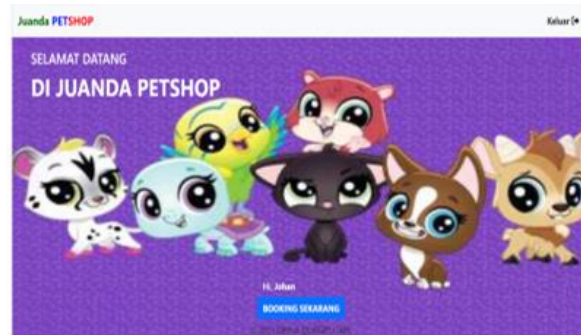 Juanda PETSHOP
Keluar
SELAMAT DATANG
DI JUANDA PETSHOP
Hi, Johan
BOOKING SEKARANG